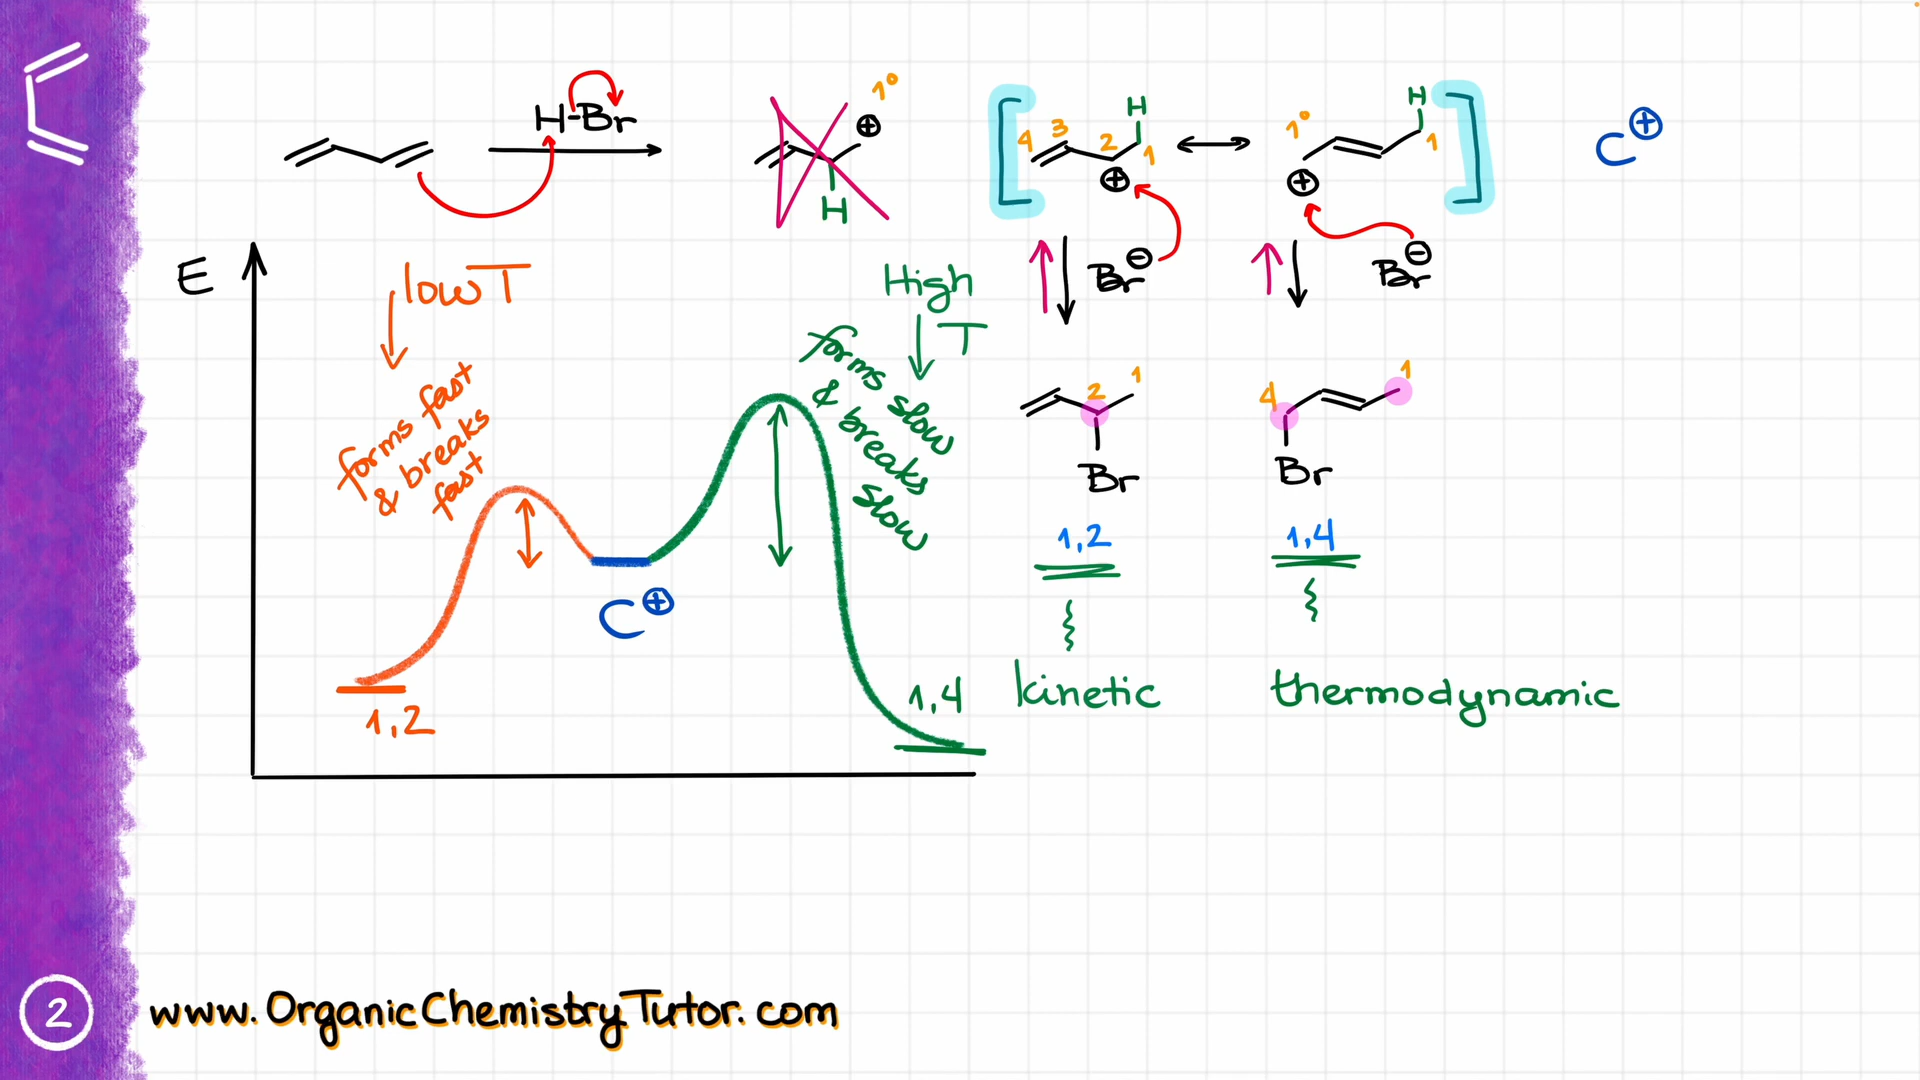 H-Br
1°
⊕
H
4 3 2 1
H
⊕
1°
H
1
⊕
C⊕
Br⊖
Br⊖
E
low T
forms fast
& breaks
fast
High
T
forms slow
& breaks
slow
C⊕
1,2
1,4
2 1
Br
4 1
Br
1,2
1,4
kinetic
thermodynamic
2
www.OrganicChemistryTutor.com